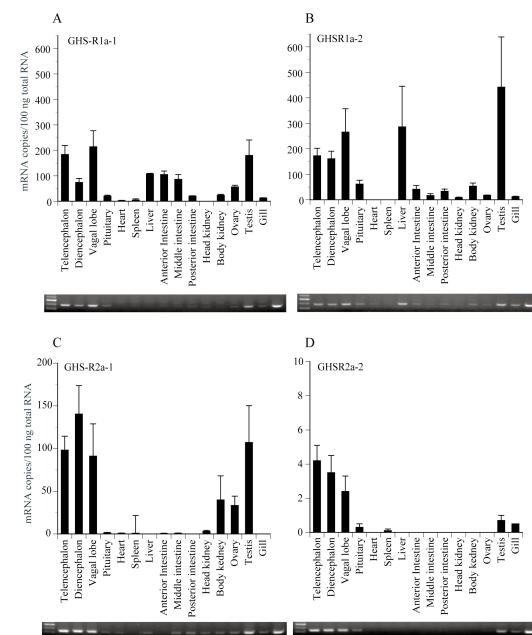 A
GHS-R1a-1
mRNA copies/100 ng total RNA
600
500
400
300
200
100
0
Telencephalon
Diencephalon
Vagal lobe
Pituitary
Heart
Spleen
Liver
Anterior Intestine
Middle intestine
Posterior intestine
Head kidney
Body kidney
Ovary
Testis
Gill
B
GHSR1a-2
600
500
400
300
200
100
0
Telencephalon
Diencephalon
Vagal lobe
Pituitary
Heart
Spleen
Liver
Anterior Intestine
Middle intestine
Posterior intestine
Head kidney
Body kidney
Ovary
Testis
Gill
C
GHS-R2a-1
mRNA copies/100 ng total RNA
200
150
100
50
0
Telencephalon
Diencephalon
Vagal lobe
Pituitary
Heart
Spleen
Liver
Anterior Intestine
Middle intestine
Posterior intestine
Head kidney
Body kedney
Ovary
Testis
Gill
D
GHSR2a-2
10
8
6
4
2
0
Telencephalon
Diencephalon
Vagal lobe
Pituitary
Heart
Spleen
Liver
Anterior Intestine
Middle intestine
Posterior intestine
Head kidney
Body kedney
Ovary
Testis
Gill